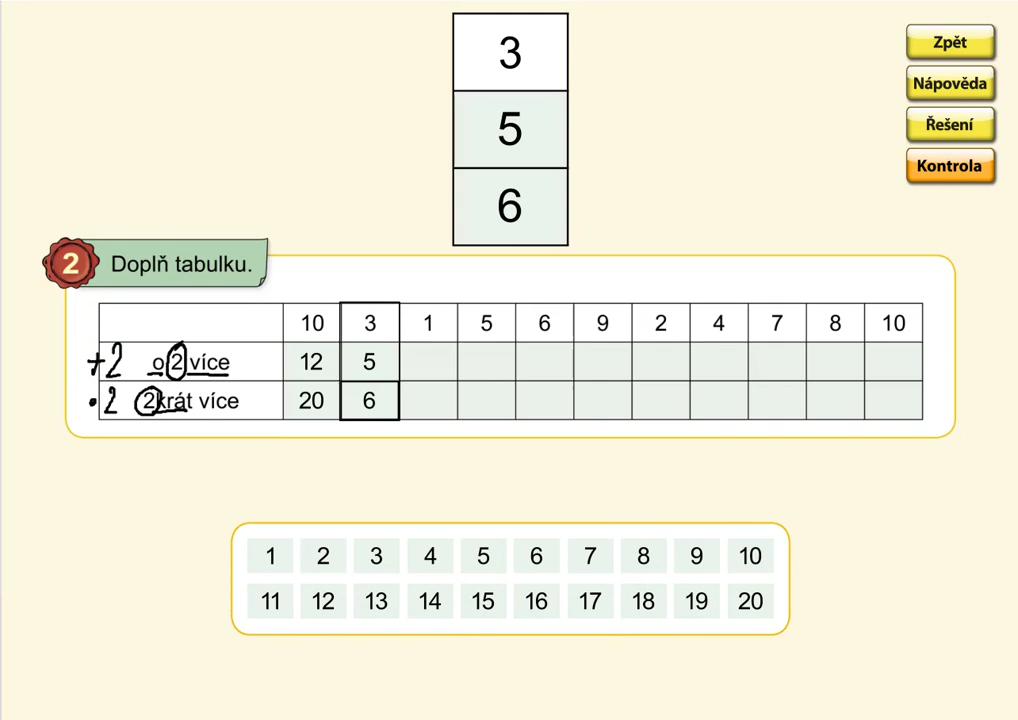 3
5
6
Zpět
Nápověda
Řešení
Kontrola
2 Doplň tabulku.
10 3 1 5 6 9 2 4 7 8 10
+2 o 2 více 12 5
·2 2krát více 20 6
1 2 3 4 5 6 7 8 9 10
11 12 13 14 15 16 17 18 19 20